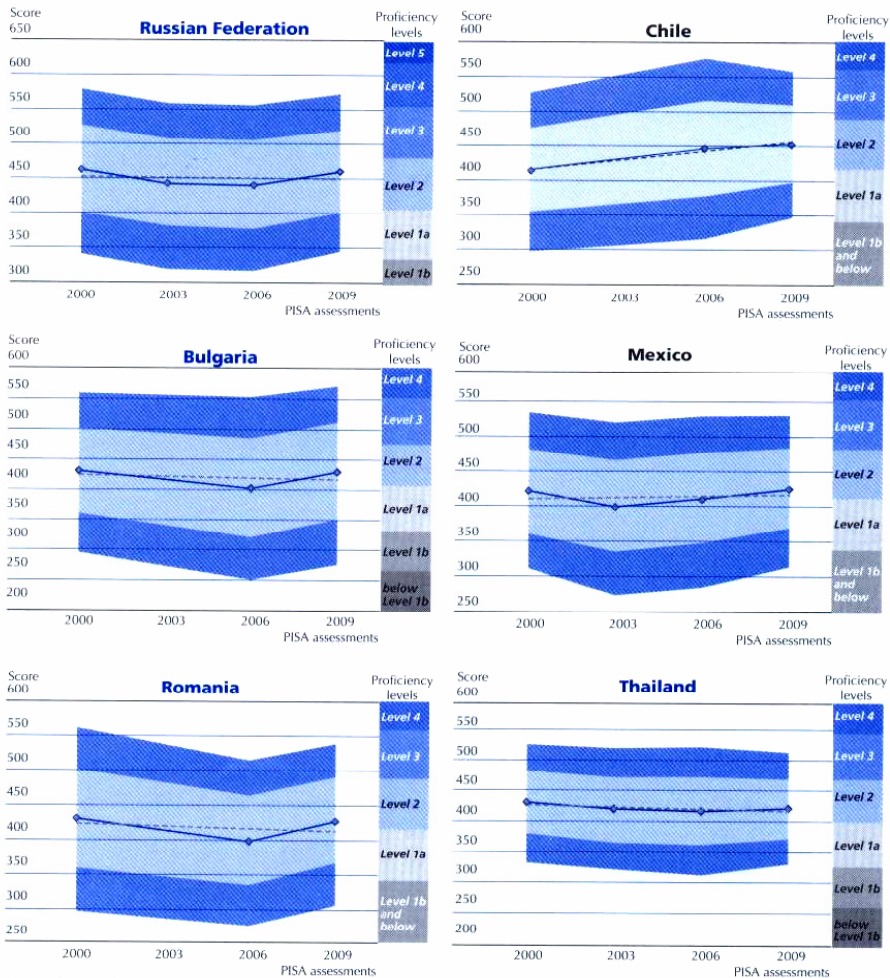 Score
650
Russian Federation
Proficiency
levels
Level 5
600
Level 4
550
500
Level 3
450
Level 2
400
350
Level 1a
300
Level 1b
2000
2003
2006
2009
PISA assessments
Score
600
Chile
Proficiency
levels
Level 4
550
500
Level 3
450
Level 2
400
350
Level 1a
300
Level 1b
and
below
250
2000
2003
2006
2009
PISA assessments
Score
600
Bulgaria
Proficiency
levels
Level 4
550
500
Level 3
450
Level 2
400
350
Level 1a
300
Level 1b
250
200
below
Level 1b
2000
2003
2006
2009
PISA assessments
Score
600
Mexico
Proficiency
levels
Level 4
550
500
Level 3
450
Level 2
400
350
Level 1a
300
Level 1b
and
below
250
2000
2003
2006
2009
PISA assessments
Score
600
Romania
Proficiency
levels
Level 4
550
500
Level 3
450
Level 2
400
350
Level 1a
300
Level 1b
and
below
250
2000
2003
2006
2009
PISA assessments
Score
600
Thailand
Proficiency
levels
Level 4
550
500
Level 3
450
Level 2
400
350
Level 1a
300
Level 1b
250
200
below
Level 1b
2000
2003
2006
2009
PISA assessments